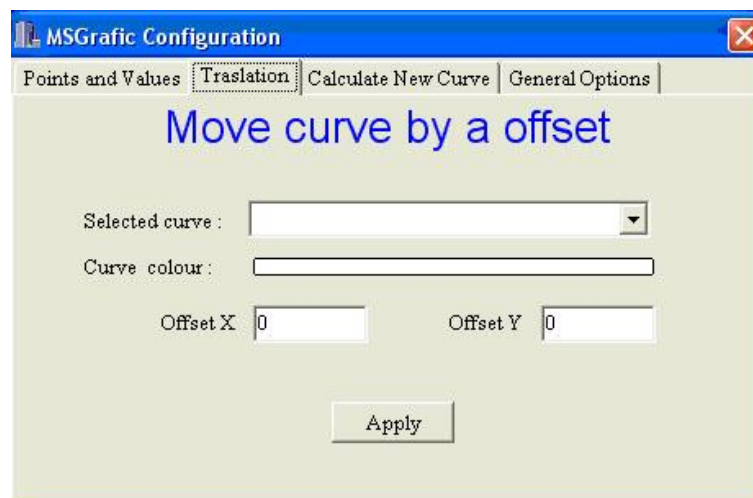 MSGrafic Configuration
Points and Values Traslation Calculate New Curve General Options
Move curve by a offset
Selected curve :
Curve colour :
Offset X 0 Offset Y 0
Apply